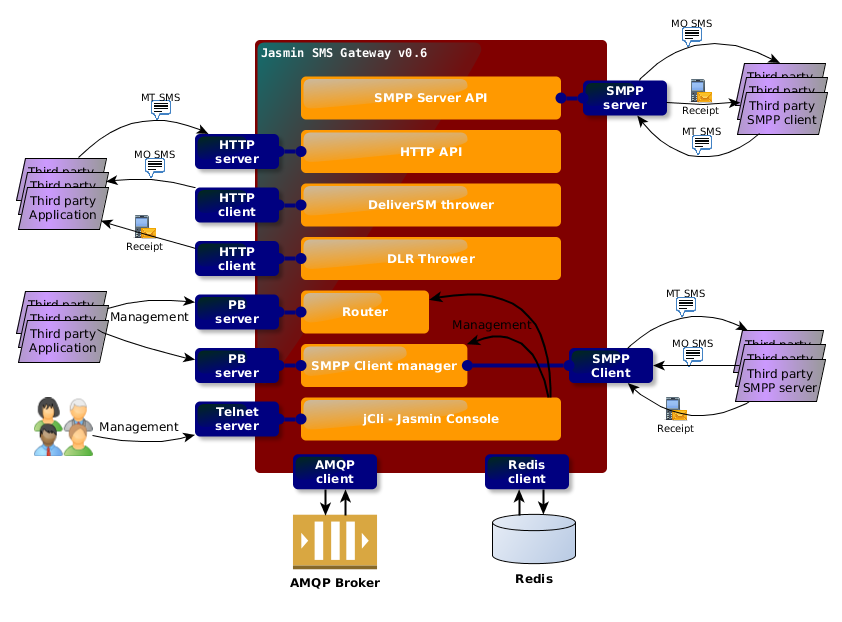 Jasmin SMS Gateway v0.6
MO SMS
Third party
Third party
Third party
SMPP client
SMPP
server
Receipt
MT SMS
SMPP Server API
MT SMS
HTTP
server
HTTP API
MO SMS
Third party
Third party
Third party
Application
HTTP
client
DeliverSM thrower
Receipt
HTTP
client
DLR Thrower
Third party
Third party
Third party
Application
Management
PB
server
Router
Management
PB
server
SMPP Client manager
SMPP
Client
MT SMS
MO SMS
Third party
Third party
Third party
SMPP server
Receipt
Management
Telnet
server
jCli - Jasmin Console
AMQP
client
Redis
client
AMQP Broker
Redis